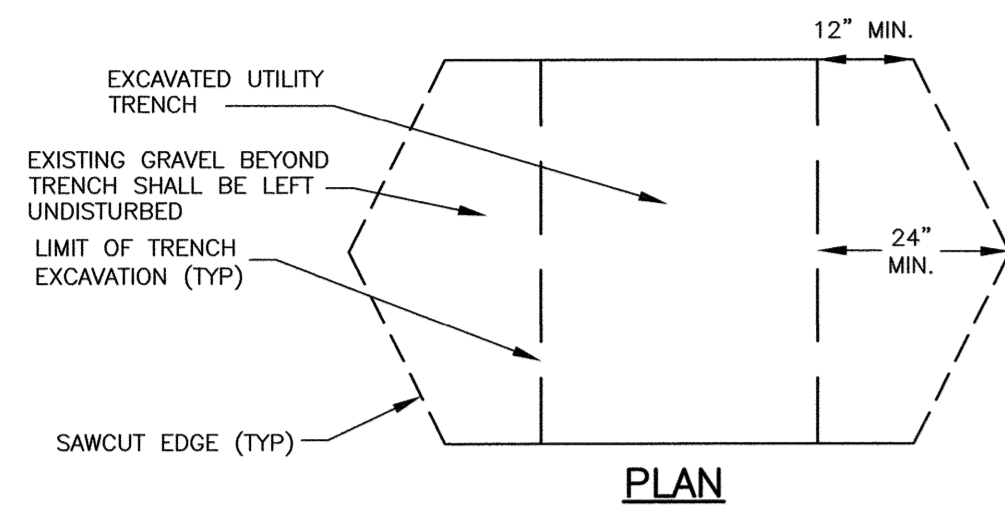 12” MIN.
EXCAVATED UTILITY
TRENCH
EXISTING GRAVEL BEYOND
TRENCH SHALL BE LEFT
UNDISTURBED
LIMIT OF TRENCH
EXCAVATION (TYP)
24”
MIN.
SAWCUT EDGE (TYP)
PLAN